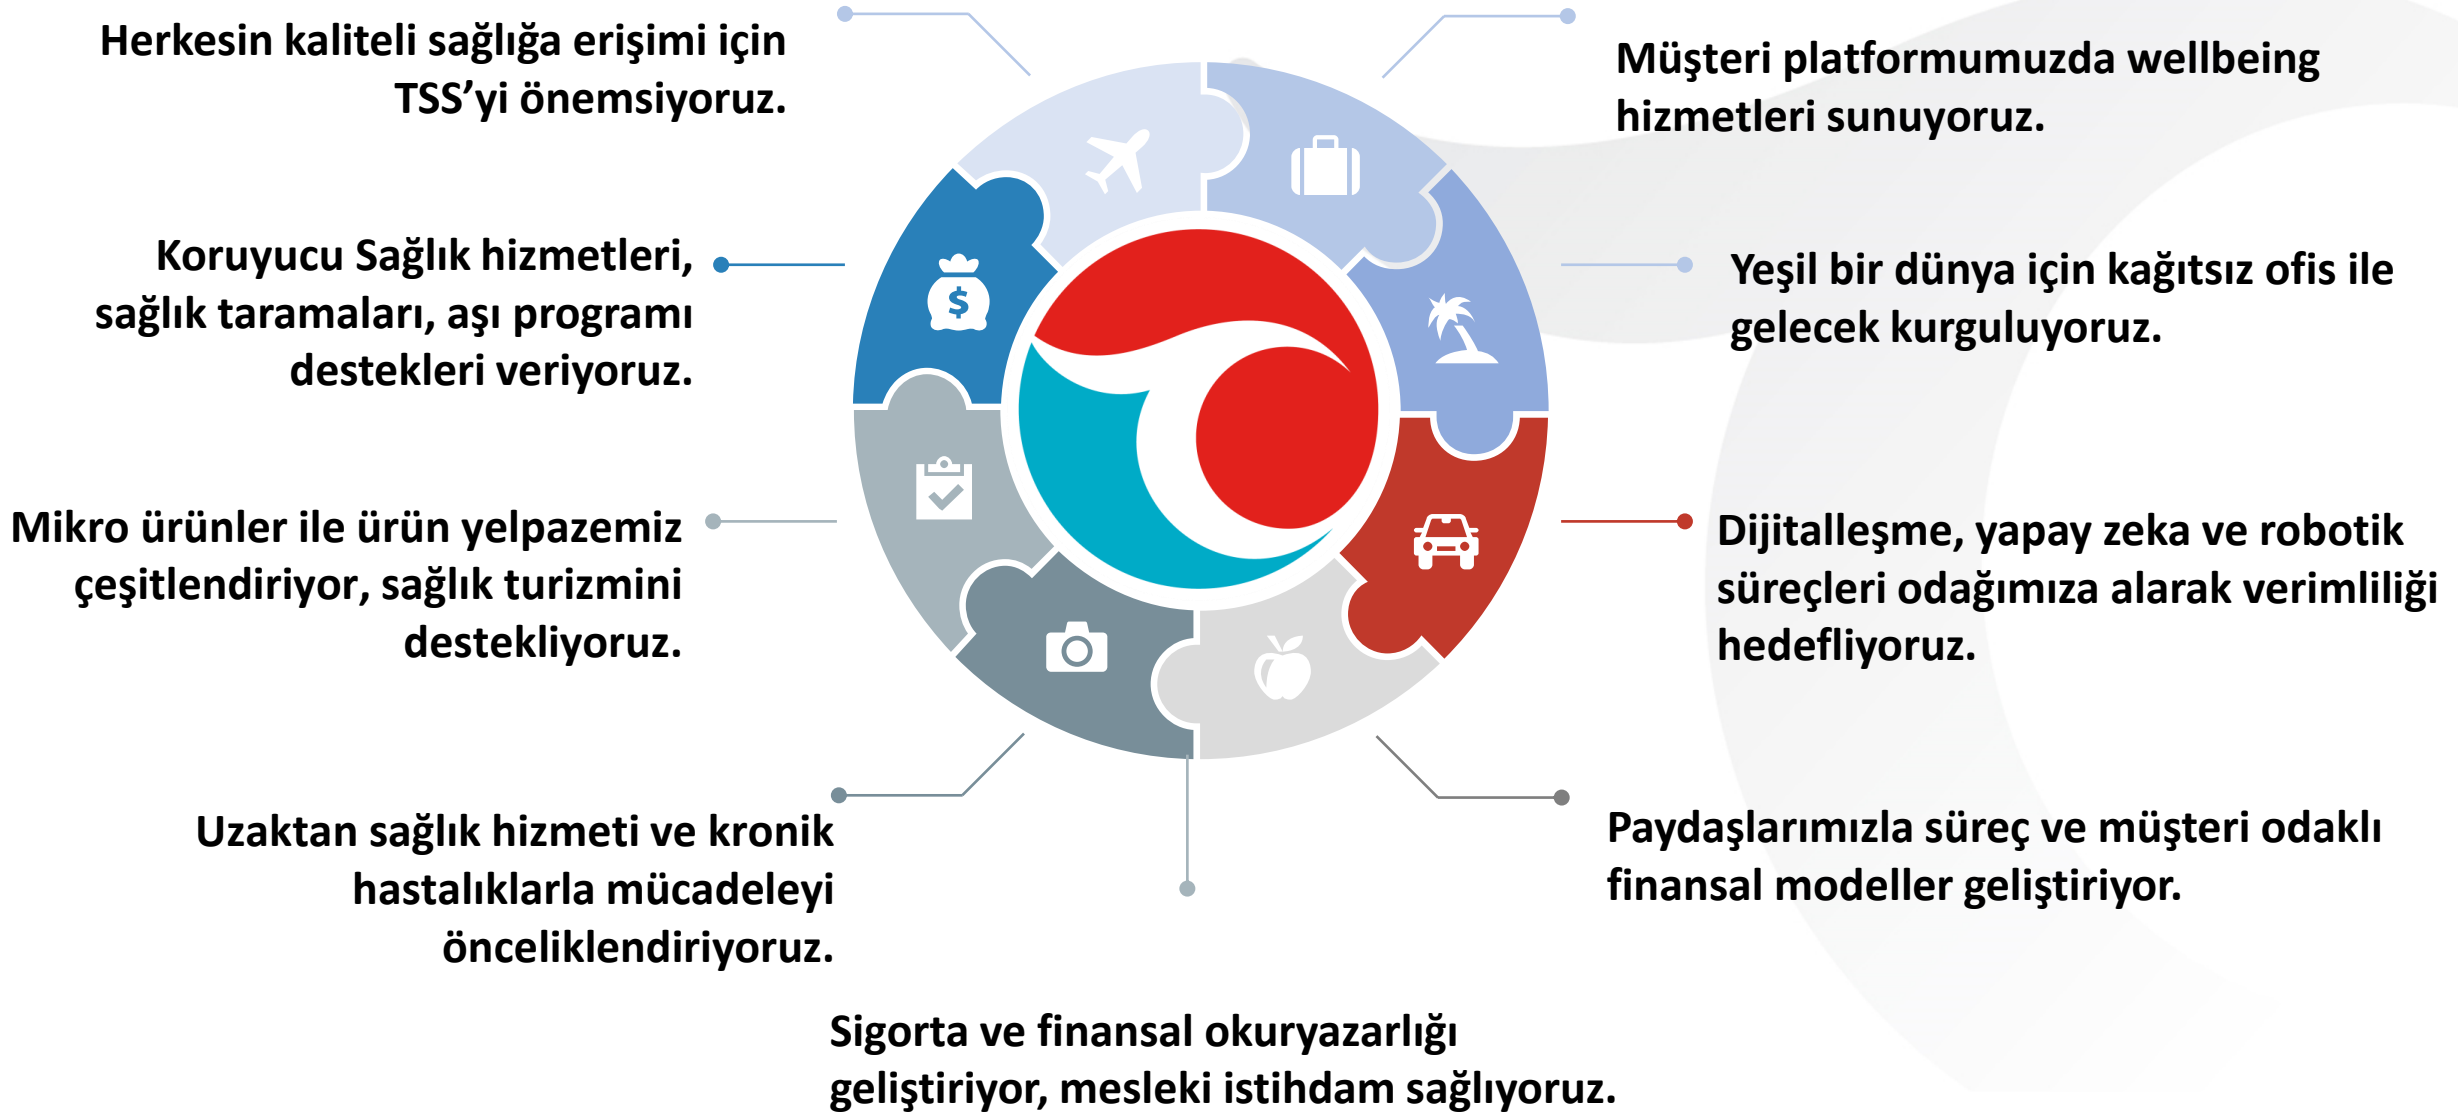 Herkesin kaliteli sağlığa erişimi için
TSS’yi önemsiyoruz.
Koruyucu Sağlık hizmetleri,
sağlık taramaları, aşı programı
destekleri veriyoruz.
Mikro ürünler ile ürün yelpazemiz
çeşitlendiriyor, sağlık turizmini
destekliyoruz.
Uzaktan sağlık hizmeti ve kronik
hastalıklarla mücadeleyi
önceliklendiriyoruz.
Sigorta ve finansal okuryazarlığı
geliştiriyor, mesleki istihdam sağlıyoruz.
Müşteri platformumuzda wellbeing
hizmetleri sunuyoruz.
Yeşil bir dünya için kağıtsız ofis ile
gelecek kurguluyoruz.
Dijitalleşme, yapay zeka ve robotik
süreçleri odağımıza alarak verimliliği
hedefliyoruz.
Paydaşlarımızla süreç ve müşteri odaklı
finansal modeller geliştiriyor.
$